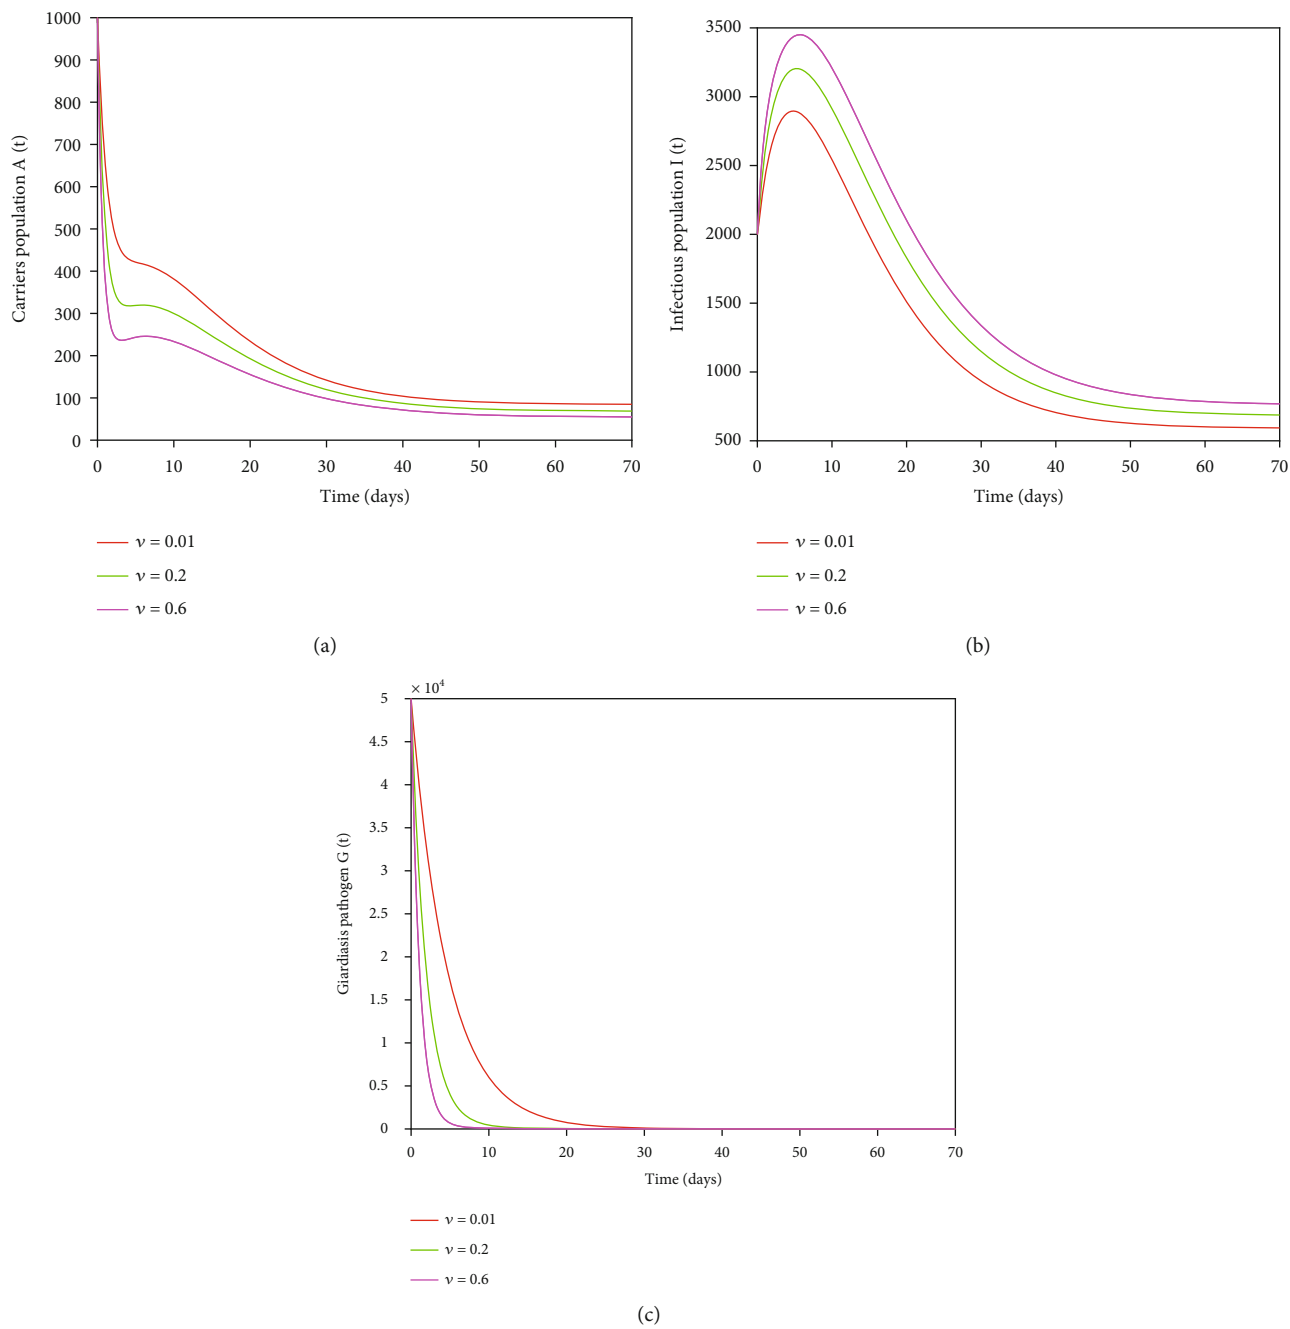 1000
900
800
700
600
500
400
300
200
100
0
Carriers population A (t)
0 10 20 30 40 50 60 70
Time (days)
ν = 0.01
ν = 0.2
ν = 0.6
(a)
3500
3000
2500
2000
1500
1000
500
Infectious population I (t)
0 10 20 30 40 50 60 70
Time (days)
ν = 0.01
ν = 0.2
ν = 0.6
(b)
× 10⁴
5
4.5
4
3.5
3
2.5
2
1.5
1
0.5
0
Giardiasis pathogen G (t)
0 10 20 30 40 50 60 70
Time (days)
ν = 0.01
ν = 0.2
ν = 0.6
(c)